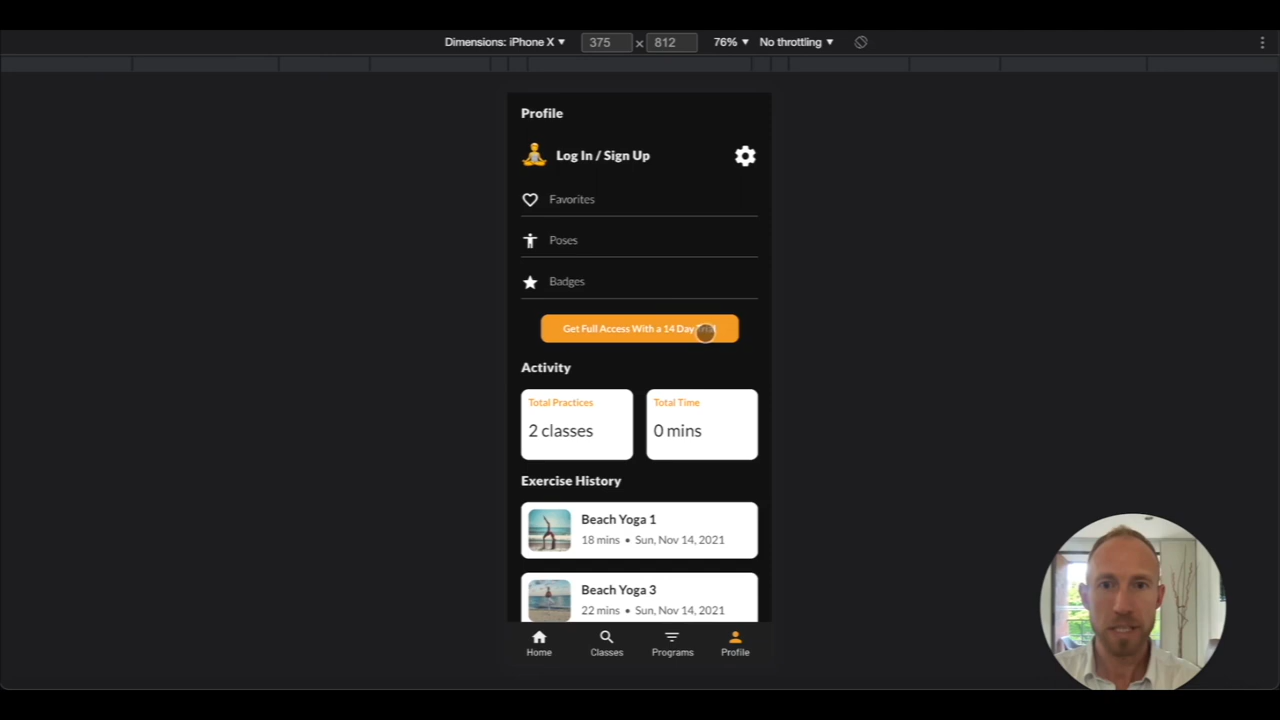 Dimensions: iPhone X 375 × 812 76% No throttling
Profile
Log In / Sign Up
Favorites
Poses
Badges
Get Full Access With a 14 Day Trial
Activity
Total Practices Total Time
2 classes 0 mins
Exercise History
Beach Yoga 1
18 mins • Sun, Nov 14, 2021
Beach Yoga 3
22 mins • Sun, Nov 14, 2021
Home Classes Programs Profile